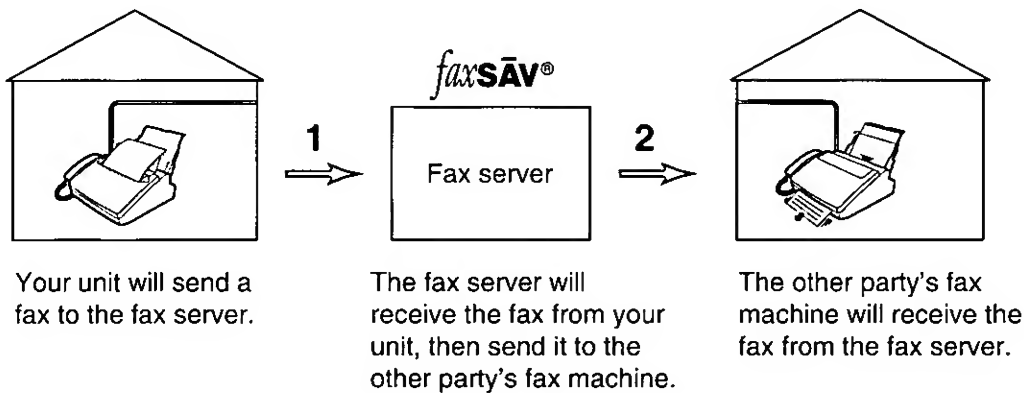 faxSĀV®
1
Fax server
2
Your unit will send a
fax to the fax server.
The fax server will
receive the fax from your
unit, then send it to the
other party's fax machine.
The other party's fax
machine will receive the
fax from the fax server.